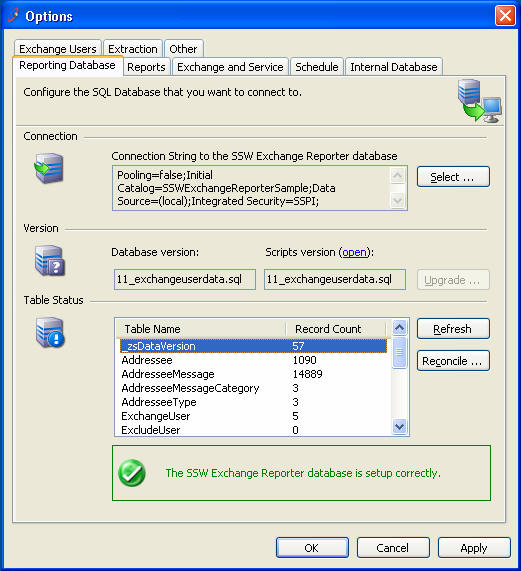 Options
Exchange Users Extraction Other
Reporting Database Reports Exchange and Service Schedule Internal Database
Configure the SQL Database that you want to connect to.
Connection
Connection String to the SSW Exchange Reporter database
Pooling=false;Initial
Catalog=SSWExchangeReporterSample;Data
Source=(local);Integrated Security=SSPI;
Select ...
Version
Database version: Scripts version (open):
11_exchangeuserdata.sql 11_exchangeuserdata.sql Upgrade ...
Table Status
Table Name Record Count
_zsDataVersion 57
Addressee 1090
AddresseeMessage 14889
AddresseeMessageCategory 3
AddresseeType 3
ExchangeUser 5
ExcludeUser 0
Refresh
Reconcile ...
The SSW Exchange Reporter database is setup correctly.
OK Cancel Apply